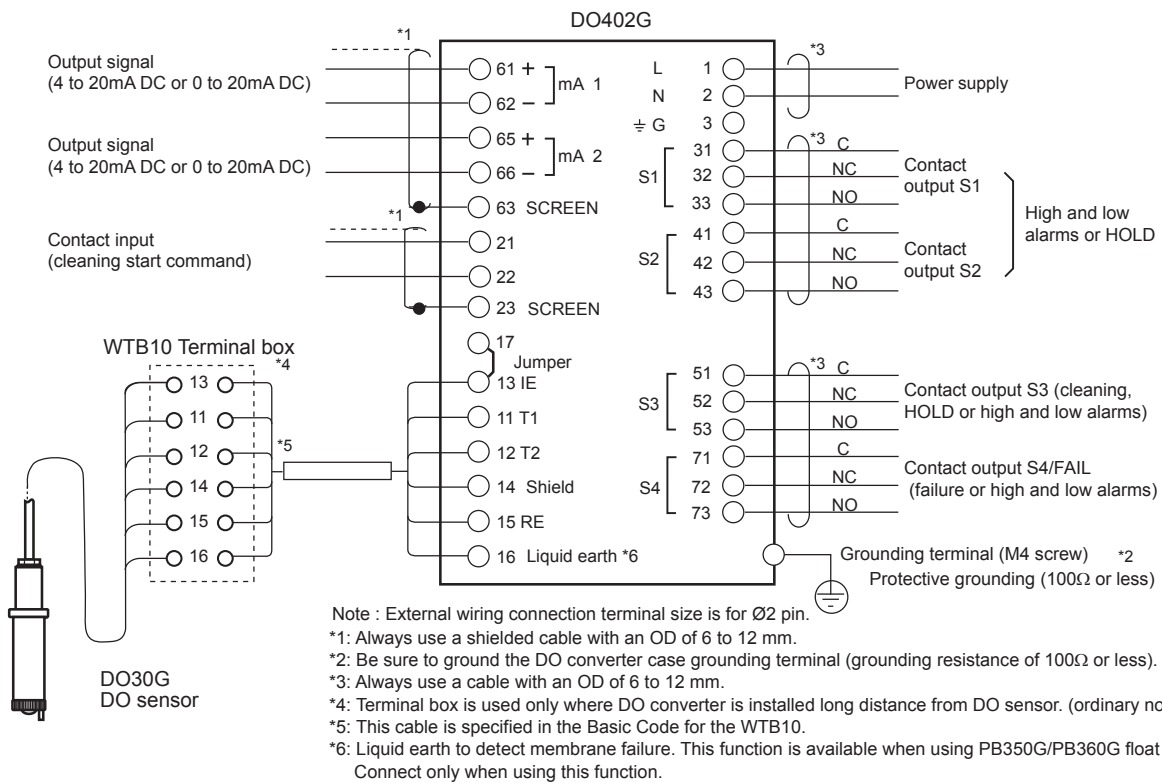 DO402G
*1
Output signal
(4 to 20mA DC or 0 to 20mA DC)
61 +
62 −
mA 1
Output signal
(4 to 20mA DC or 0 to 20mA DC)
65 +
66 −
mA 2
63 SCREEN
*1
Contact input
(cleaning start command)
21
22
23 SCREEN
17
Jumper
13 IE
11 T1
12 T2
14 Shield
15 RE
16 Liquid earth *6
WTB10 Terminal box
*4
13
11
12
14
15
16
*5
DO30G
DO sensor
L 1
N 2
G 3
*3
Power supply
S1
31
32
33
*3
C
NC
NO
Contact
output S1
S2
41
42
43
C
NC
NO
Contact
output S2
High and low
alarms or HOLD
S3
51
52
53
*3
C
NC
NO
Contact output S3 (cleaning,
HOLD or high and low alarms)
S4
71
72
73
C
NC
NO
Contact output S4/FAIL
(failure or high and low alarms)
Grounding terminal (M4 screw) *2
Protective grounding (100Ω or less)
Note : External wiring connection terminal size is for Ø2 pin.
*1: Always use a shielded cable with an OD of 6 to 12 mm.
*2: Be sure to ground the DO converter case grounding terminal (grounding resistance of 100Ω or less).
*3: Always use a cable with an OD of 6 to 12 mm.
*4: Terminal box is used only where DO converter is installed long distance from DO sensor. (ordinary
*5: This cable is specified in the Basic Code for the WTB10.
*6: Liquid earth to detect membrane failure. This function is available when using PB350G/PB360G float
Connect only when using this function.